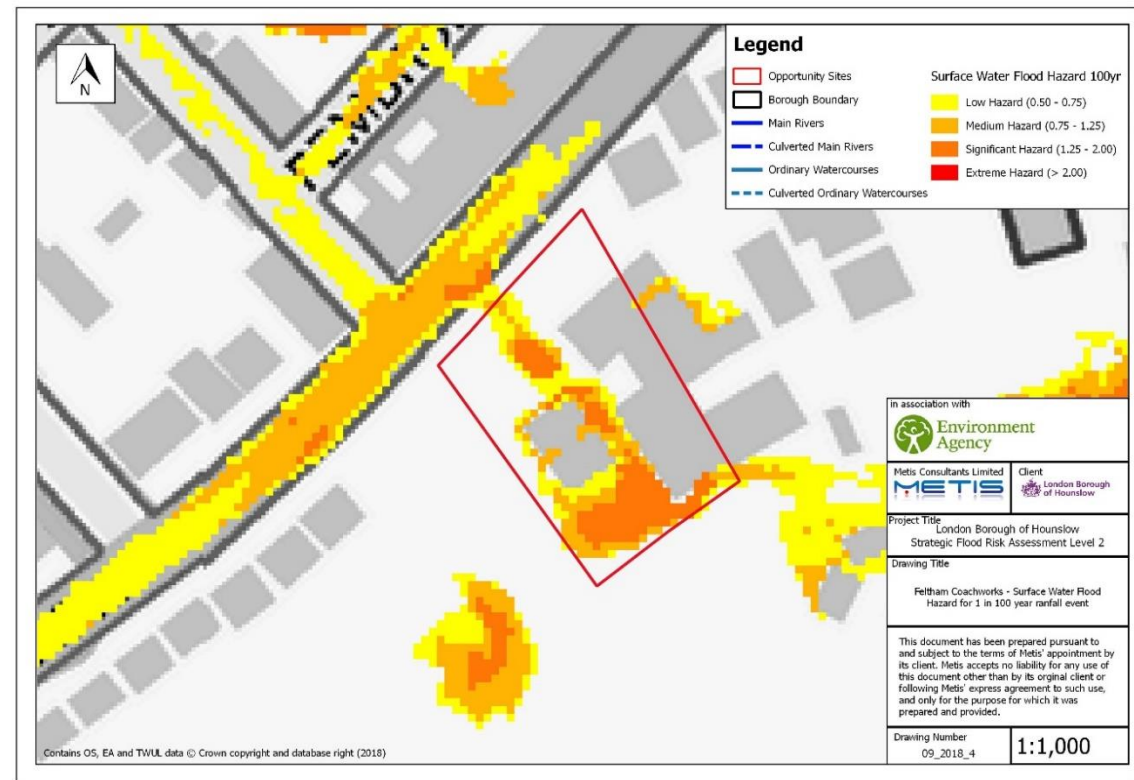 N
Legend
Opportunity Sites
Borough Boundary
Main Rivers
Culverted Main Rivers
Ordinary Watercourses
Culverted Ordinary Watercourses
Surface Water Flood Hazard 100yr
Low Hazard (0.50 - 0.75)
Medium Hazard (0.75 - 1.25)
Significant Hazard (1.25 - 2.00)
Extreme Hazard (> 2.00)
in association with
Environment
Agency
Metis Consultants Limited
METIS
Client
London Borough
of Hounslow
Project Title
London Borough of Hounslow
Strategic Flood Risk Assessment Level 2
Drawing Title
Feltham Coachworks - Surface Water Flood
Hazard for 1 in 100 year ranfall event
This document has been prepared pursuant to
and subject to the terms of Metis' appointment by
its client. Metis accepts no liability for any use of
this document other than by its orginal client or
following Metis' express agreement to such use,
and only for the purpose for which it was
prepared and provided.
Drawing Number
09_2018_4
1:1,000
Contains OS, EA and TWUL data © Crown copyright and database right (2018)